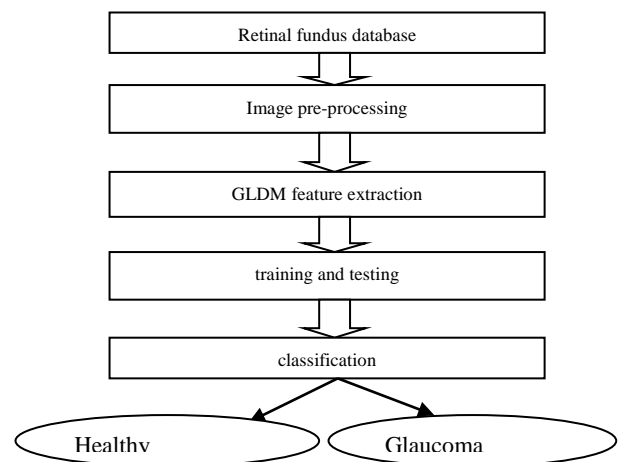 Retinal fundus database
Image pre-processing
GLDM feature extraction
training and testing
classification
Healthy
Glaucoma